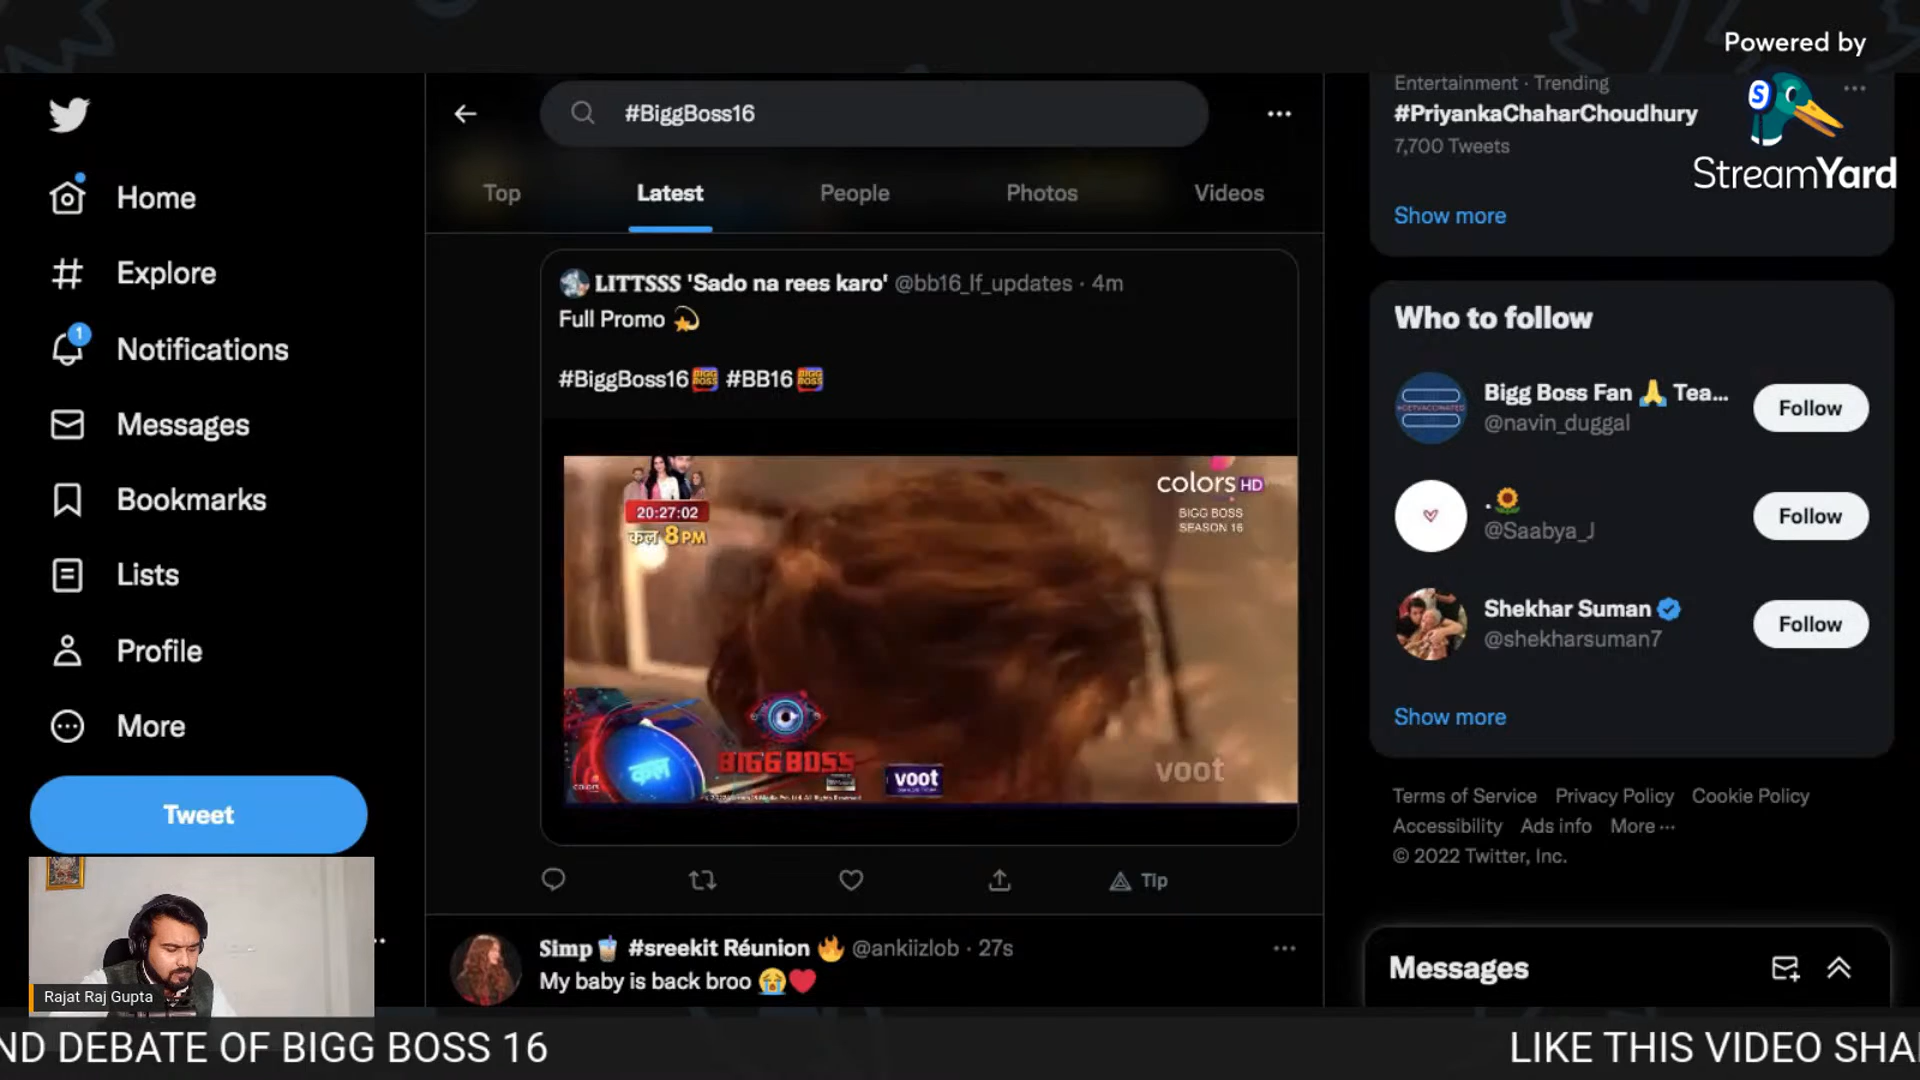 Powered by
StreamYard
Home
Explore
1
Notifications
Messages
Bookmarks
Lists
Profile
More
Tweet
Rajat Raj Gupta
#BiggBoss16
Top
Latest
People
Photos
Videos
LITTSSS 'Sado na rees karo' @bb16_lf_updates · 4m
Full Promo
#BiggBoss16 #BB16
20:27:02
कल 8PM
colors HD
BIGG BOSS
SEASON 16
कल
COLORS
BIGG BOSS
voot
voot
Tip
Simp #sreekit Réunion @ankiizlob · 27s
My baby is back broo
Entertainment · Trending
#PriyankaChaharChoudhury
7,700 Tweets
Show more
Who to follow
Bigg Boss Fan Tea...
@navin_duggal
Follow
.
@Saabya_J
Follow
Shekhar Suman
@shekharsuman7
Follow
Show more
Terms of Service Privacy Policy Cookie Policy
Accessibility Ads info More ...
© 2022 Twitter, Inc.
Messages
ND DEBATE OF BIGG BOSS 16
LIKE THIS VIDEO SHA